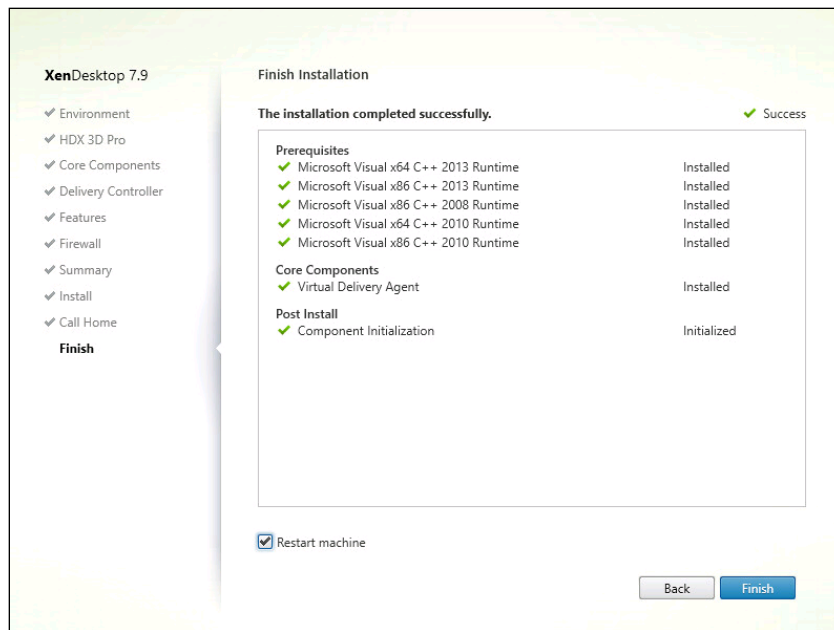 XenDesktop 7.9
Environment
HDX 3D Pro
Core Components
Delivery Controller
Features
Firewall
Summary
Install
Call Home
Finish
Finish Installation
The installation completed successfully. Success
Prerequisites
Microsoft Visual x64 C++ 2013 Runtime Installed
Microsoft Visual x86 C++ 2013 Runtime Installed
Microsoft Visual x86 C++ 2008 Runtime Installed
Microsoft Visual x64 C++ 2010 Runtime Installed
Microsoft Visual x86 C++ 2010 Runtime Installed
Core Components
Virtual Delivery Agent Installed
Post Install
Component Initialization Initialized
Restart machine
Back Finish